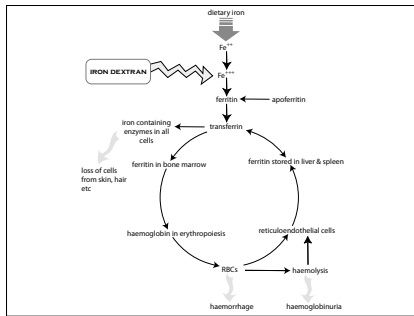 dietary iron
Fe++
IRON DEXTRAN
Fe+++
ferritin
apoferritin
iron containing
enzymes in all
cells
transferrin
loss of cells
from skin, hair
etc
ferritin in bone marrow
ferritin stored in liver & spleen
haemoglobin in erythropoiesis
reticuloendothelial cells
RBCs
haemolysis
haemorrhage
haemoglobinuria